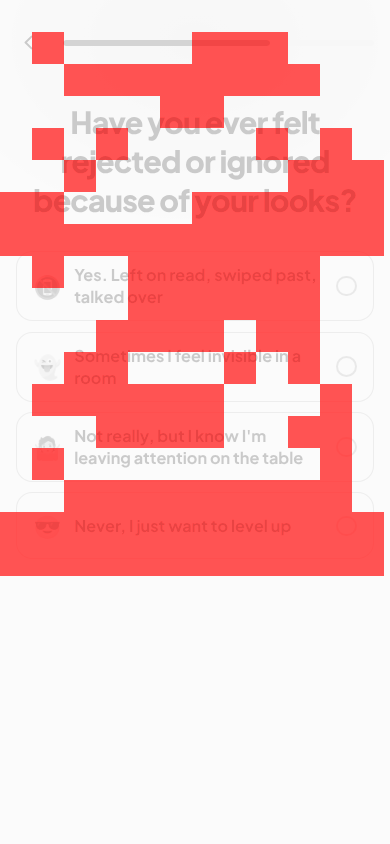 Have you ever felt
rejected or ignored
because of your looks?
Yes. Left on read, swiped past,
talked over
Sometimes I feel invisible in a
room
Not really, but I know I'm
leaving attention on the table
Never, I just want to level up